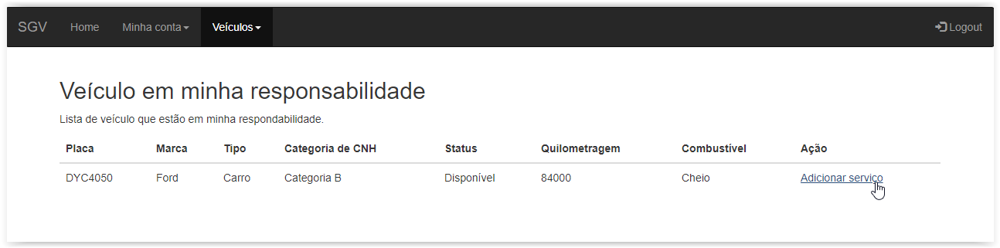 SGV Home Minha conta Veículos Logout
Veículo em minha responsabilidade
Lista de veículo que estão em minha respondabilidade.
Placa Marca Tipo Categoria de CNH Status Quilometragem Combustível Ação
DYC4050 Ford Carro Categoria B Disponível 84000 Cheio Adicionar serviço